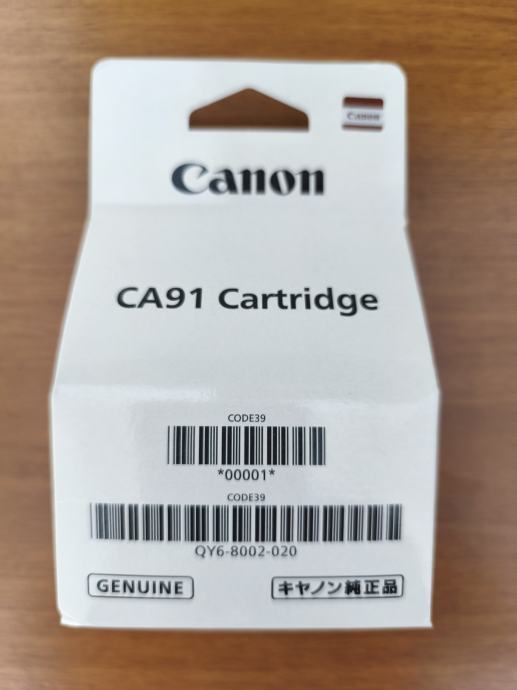 Canon
Canon
CA91 Cartridge
CODE39
*00001*
CODE39
QY6-8002-020
GENUINE
キヤノン純正品